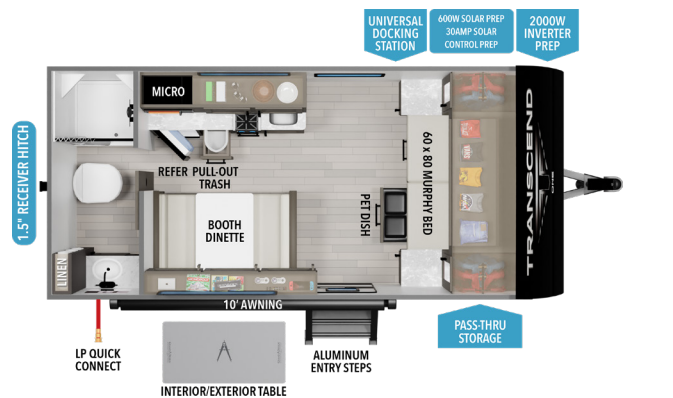 UNIVERSAL
DOCKING
STATION
600W SOLAR PREP
30AMP SOLAR
CONTROL PREP
2000W
INVERTER
PREP
MICRO
1.5" RECEIVER HITCH
REFER
PULL-OUT
TRASH
60 x 80 MURPHY BED
TRANSCEND
ONE
PET DISH
BOOTH
DINETTE
LINEN
10' AWNING
LP QUICK
CONNECT
ALUMINUM
ENTRY STEPS
PASS-THRU
STORAGE
INTERIOR/EXTERIOR TABLE